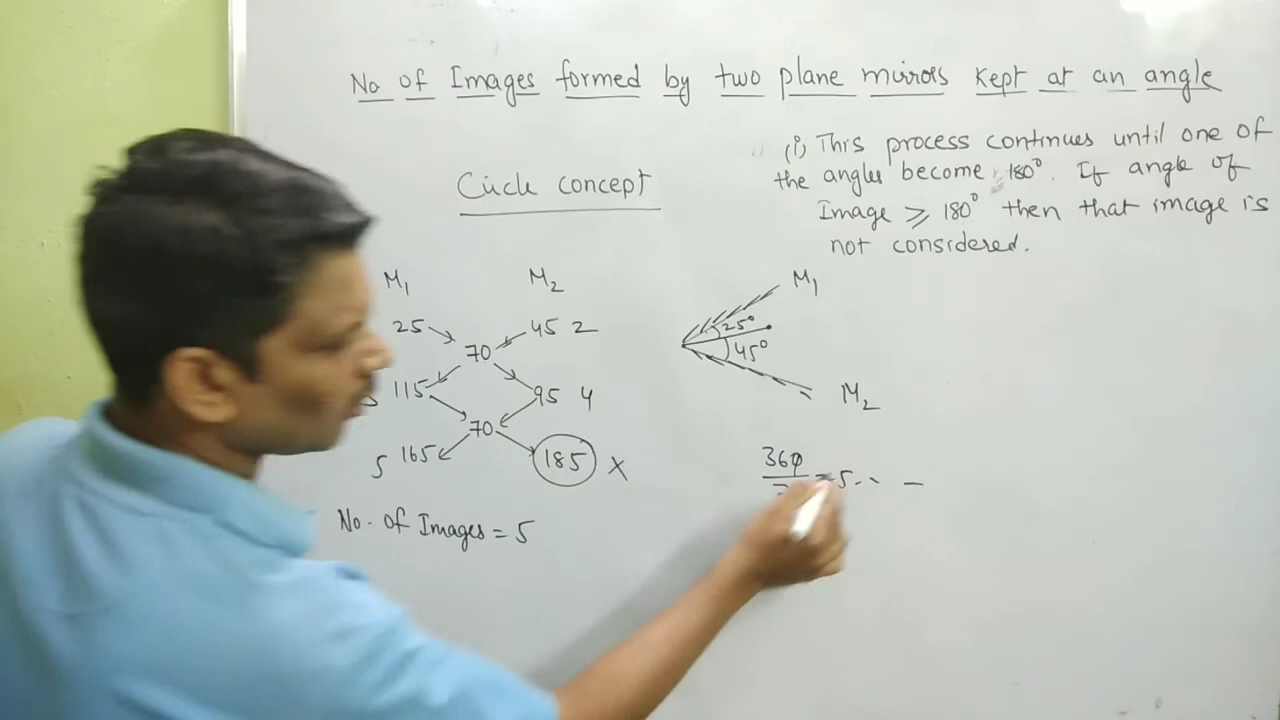 No of Images formed by two plane mirrors kept at an angle
(i) This process continues until one of
the angles become 180°. If angle of
Image ≥ 180° then that image is
not considered.
Circle concept
M1 M2
25 45 2
70
115 95 4
70
5 165 185 X
No. of Images = 5
M1
25°
45°
M2
360
= 5.. –